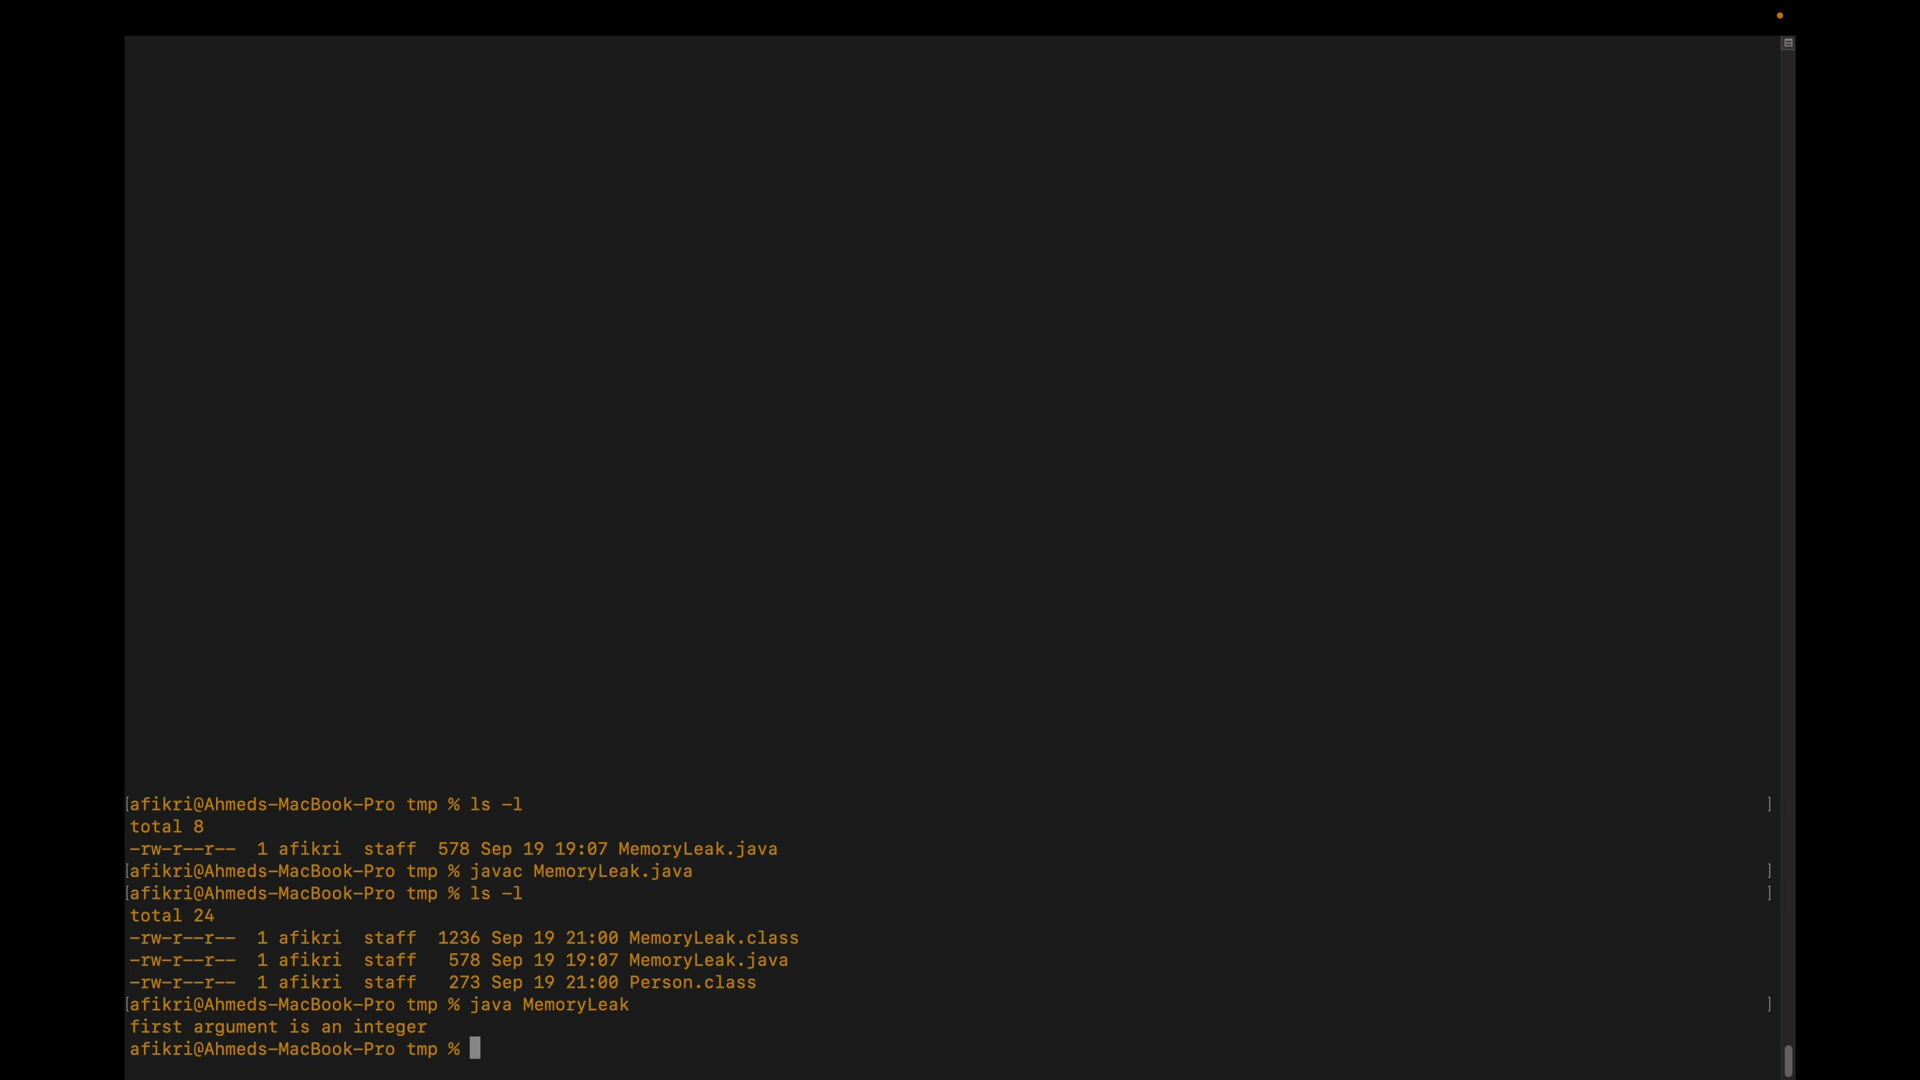 [afikri@Ahmeds-MacBook-Pro tmp % ls -l ]
total 8
-rw-r--r--  1 afikri  staff  578 Sep 19 19:07 MemoryLeak.java
[afikri@Ahmeds-MacBook-Pro tmp % javac MemoryLeak.java ]
[afikri@Ahmeds-MacBook-Pro tmp % ls -l ]
total 24
-rw-r--r--  1 afikri  staff  1236 Sep 19 21:00 MemoryLeak.class
-rw-r--r--  1 afikri  staff   578 Sep 19 19:07 MemoryLeak.java
-rw-r--r--  1 afikri  staff   273 Sep 19 21:00 Person.class
[afikri@Ahmeds-MacBook-Pro tmp % java MemoryLeak ]
first argument is an integer
afikri@Ahmeds-MacBook-Pro tmp %